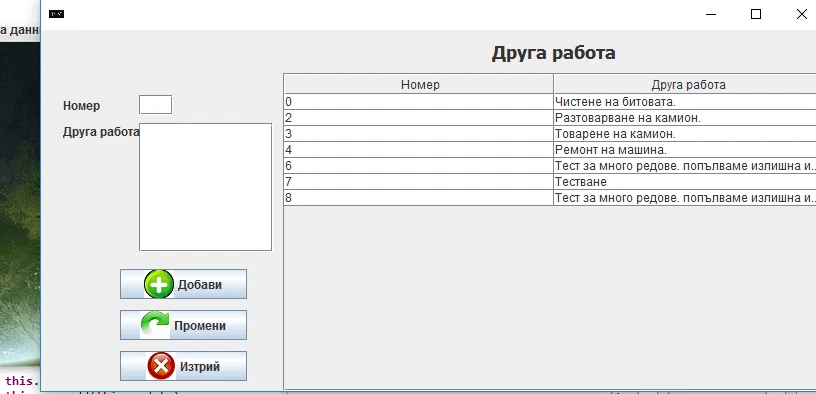 а данн
Друга работа
Номер Друга работа
Номер
0 Чистене на битовата.
2 Разтоварване на камион.
Друга работа
3 Товарене на камион.
4 Ремонт на машина.
6 Тест за много редове. попълваме излишна и..
7 Тестване
8 Тест за много редове. попълваме излишна и..
Добави
Промени
Изтрий
this.